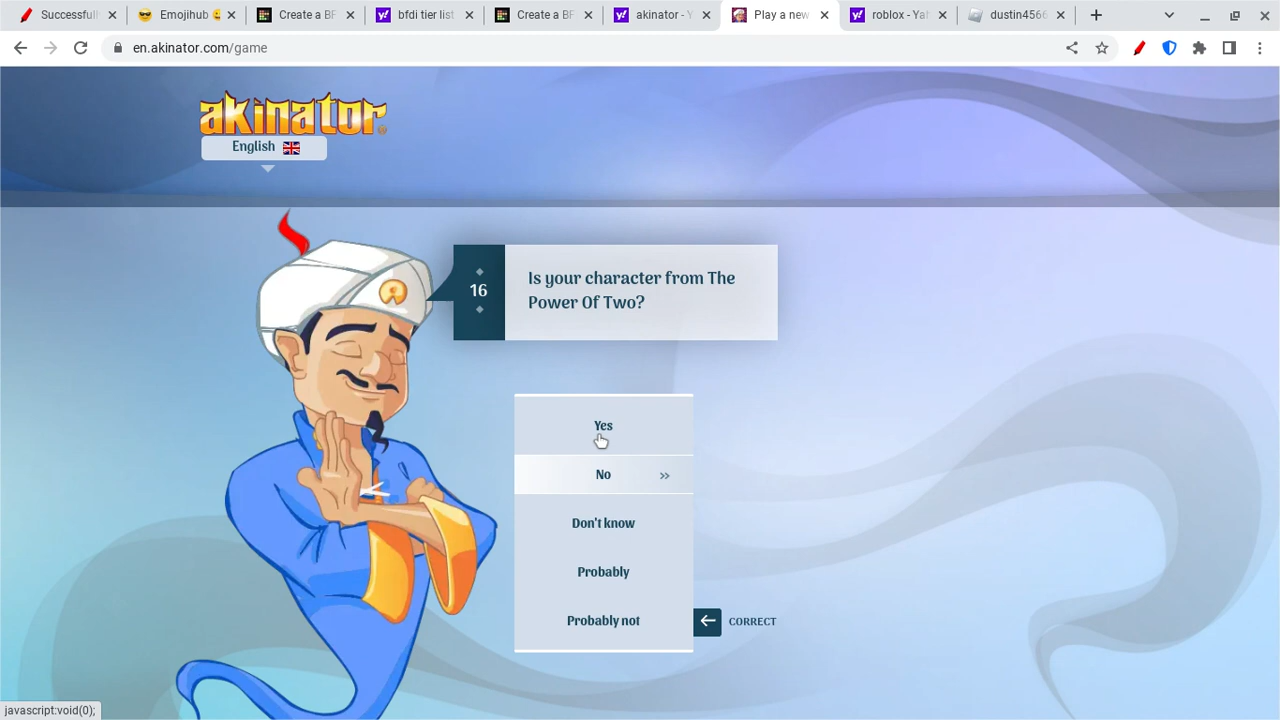 Successfull
Emojihub
Create a BF
bfdi tier list
Create a BF
akinator - Y
Play a new
roblox - Yah
dustin4566
en.akinator.com/game
akinator
English
16
Is your character from The
Power Of Two?
Yes
No
Don't know
Probably
Probably not
CORRECT
javascript:void(0);